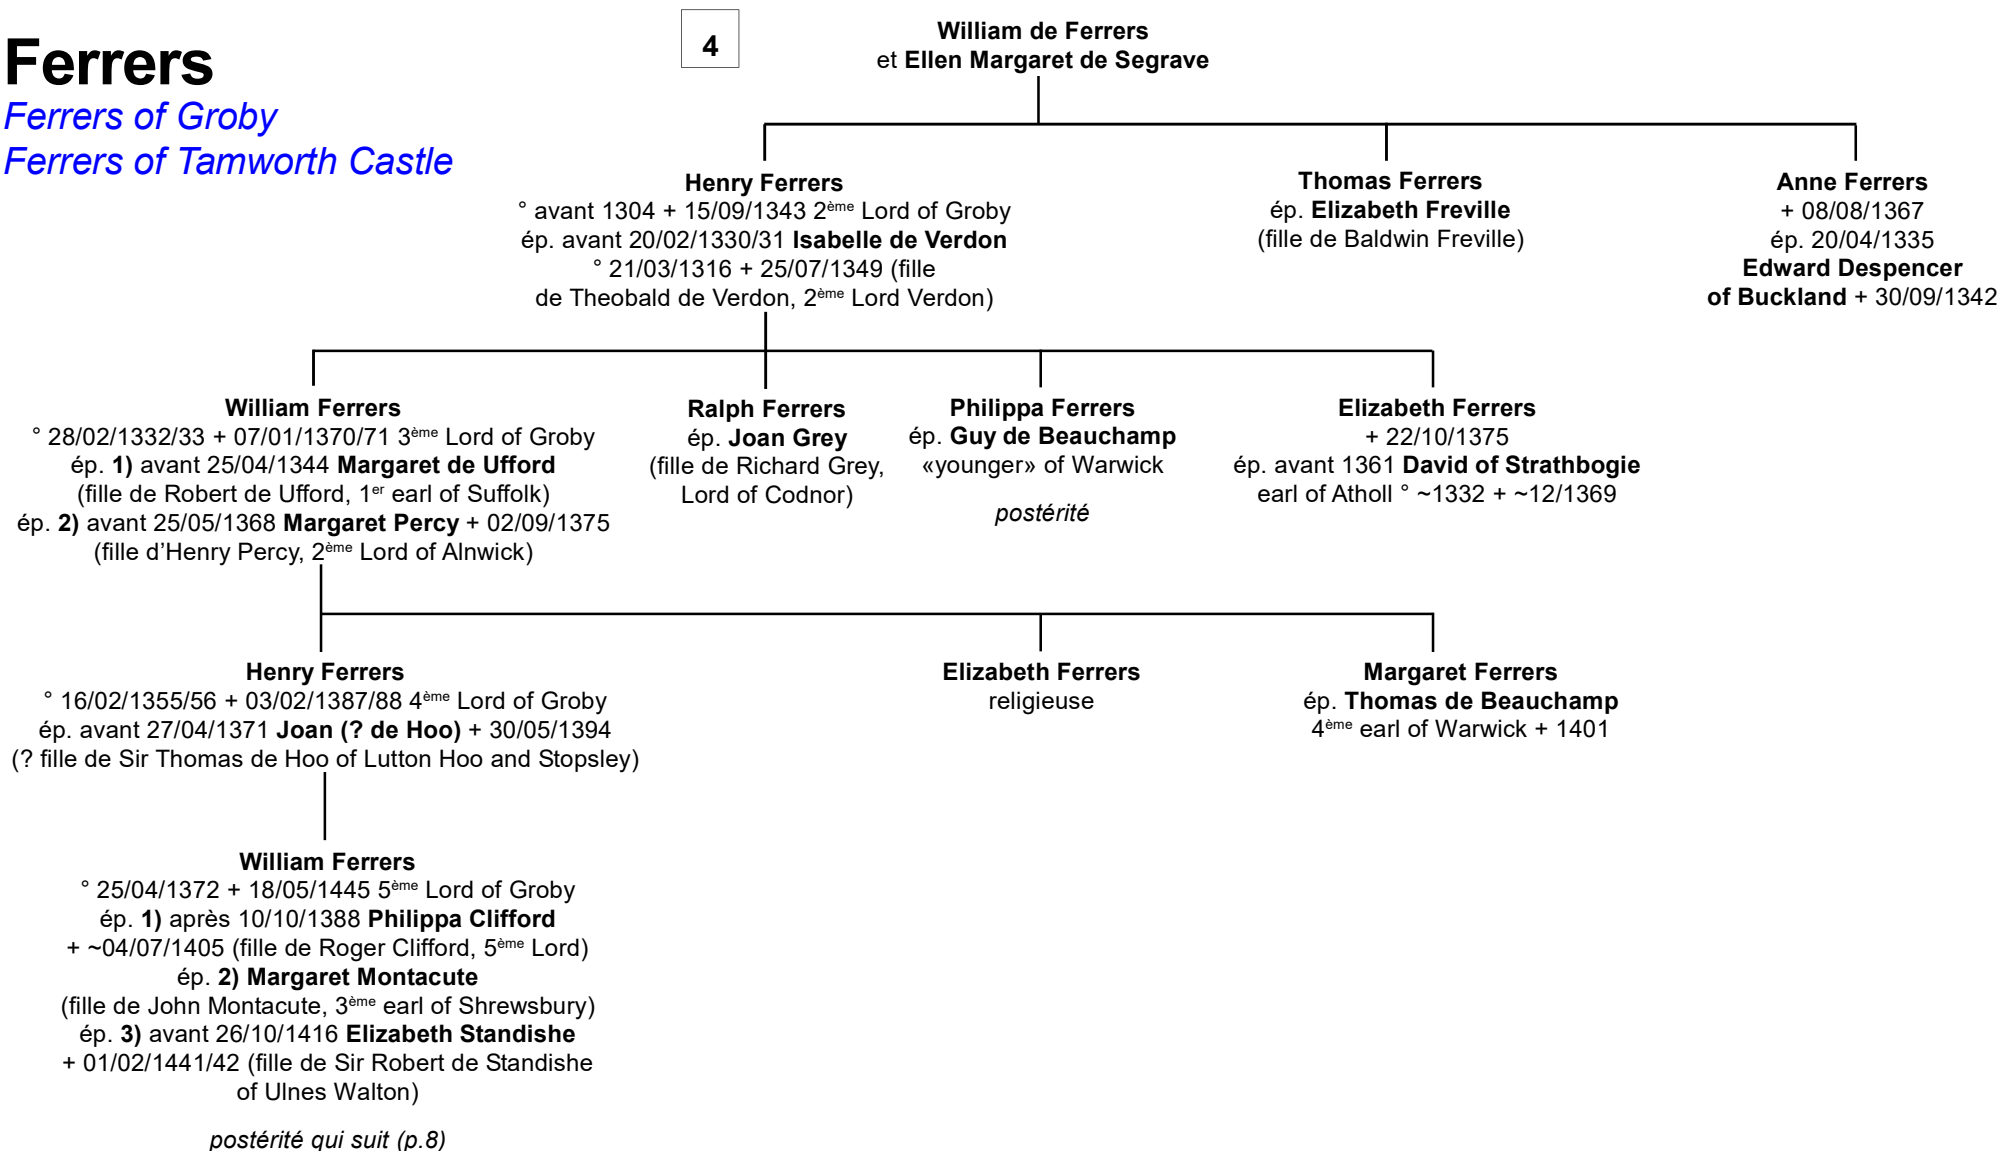 Ferrers
Ferrers of Groby
Ferrers of Tamworth Castle
4
William de Ferrers
et Ellen Margaret de Segrave
Henry Ferrers
° avant 1304 + 15/09/1343 2ème Lord of Groby
ép. avant 20/02/1330/31 Isabelle de Verdon
° 21/03/1316 + 25/07/1349 (fille
de Theobald de Verdon, 2ème Lord Verdon)
Thomas Ferrers
ép. Elizabeth Freville
(fille de Baldwin Freville)
Anne Ferrers
+ 08/08/1367
ép. 20/04/1335
Edward Despencer
of Buckland + 30/09/1342
William Ferrers
° 28/02/1332/33 + 07/01/1370/71 3ème Lord of Groby
ép. 1) avant 25/04/1344 Margaret de Ufford
(fille de Robert de Ufford, 1er earl of Suffolk)
ép. 2) avant 25/05/1368 Margaret Percy + 02/09/1375
(fille d’Henry Percy, 2ème Lord of Alnwick)
Ralph Ferrers
ép. Joan Grey
(fille de Richard Grey,
Lord of Codnor)
Philippa Ferrers
ép. Guy de Beauchamp
«younger» of Warwick
postérité
Elizabeth Ferrers
+ 22/10/1375
ép. avant 1361 David of Strathbogie
earl of Atholl ° ~1332 + ~12/1369
Henry Ferrers
° 16/02/1355/56 + 03/02/1387/88 4ème Lord of Groby
ép. avant 27/04/1371 Joan (? de Hoo) + 30/05/1394
(? fille de Sir Thomas de Hoo of Lutton Hoo and Stopsley)
Elizabeth Ferrers
religieuse
Margaret Ferrers
ép. Thomas de Beauchamp
4ème earl of Warwick + 1401
William Ferrers
° 25/04/1372 + 18/05/1445 5ème Lord of Groby
ép. 1) après 10/10/1388 Philippa Clifford
+ ~04/07/1405 (fille de Roger Clifford, 5ème Lord)
ép. 2) Margaret Montacute
(fille de John Montacute, 3ème earl of Shrewsbury)
ép. 3) avant 26/10/1416 Elizabeth Standishe
+ 01/02/1441/42 (fille de Sir Robert de Standishe
of Ulnes Walton)
postérité qui suit (p.8)